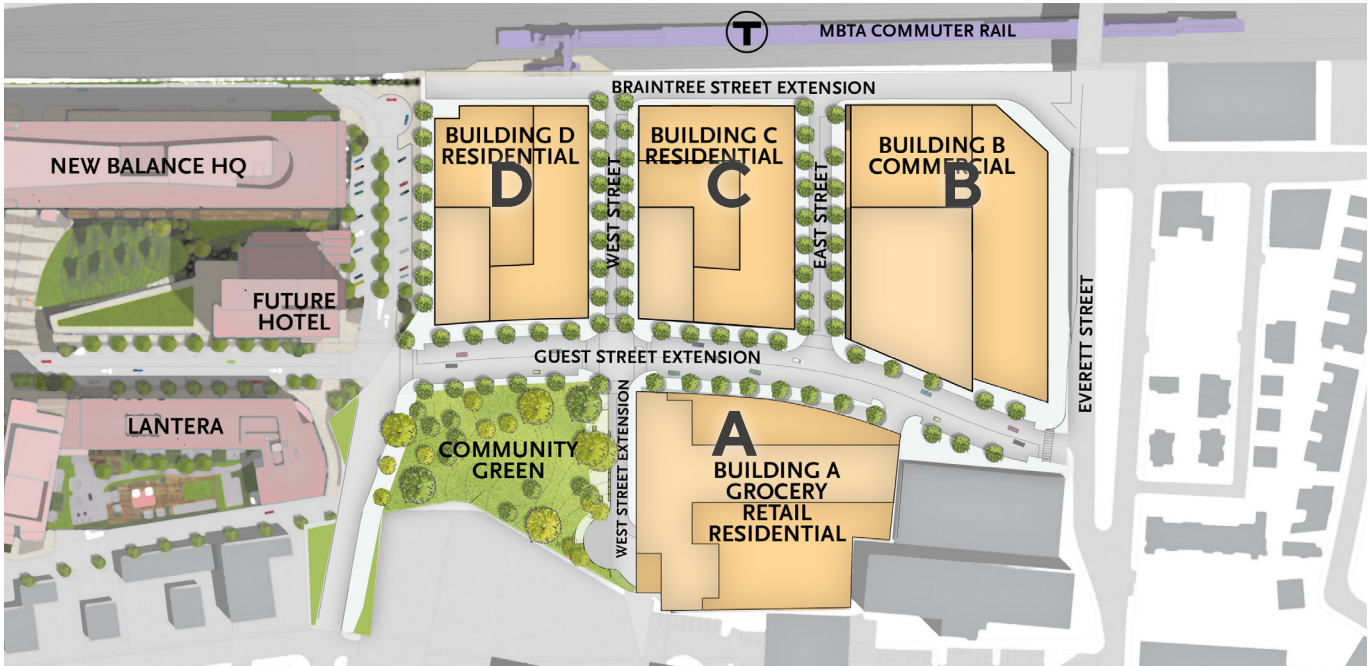 T
MBTA COMMUTER RAIL
BRAINTREE STREET EXTENSION
NEW BALANCE HQ
BUILDING D
RESIDENTIAL
D
WEST STREET
BUILDING C
RESIDENTIAL
C
EAST STREET
BUILDING B
COMMERCIAL
B
EVERETT STREET
FUTURE
HOTEL
GUEST STREET EXTENSION
LANTERA
COMMUNITY
GREEN
WEST STREET EXTENSION
A
BUILDING A
GROCERY
RETAIL
RESIDENTIAL